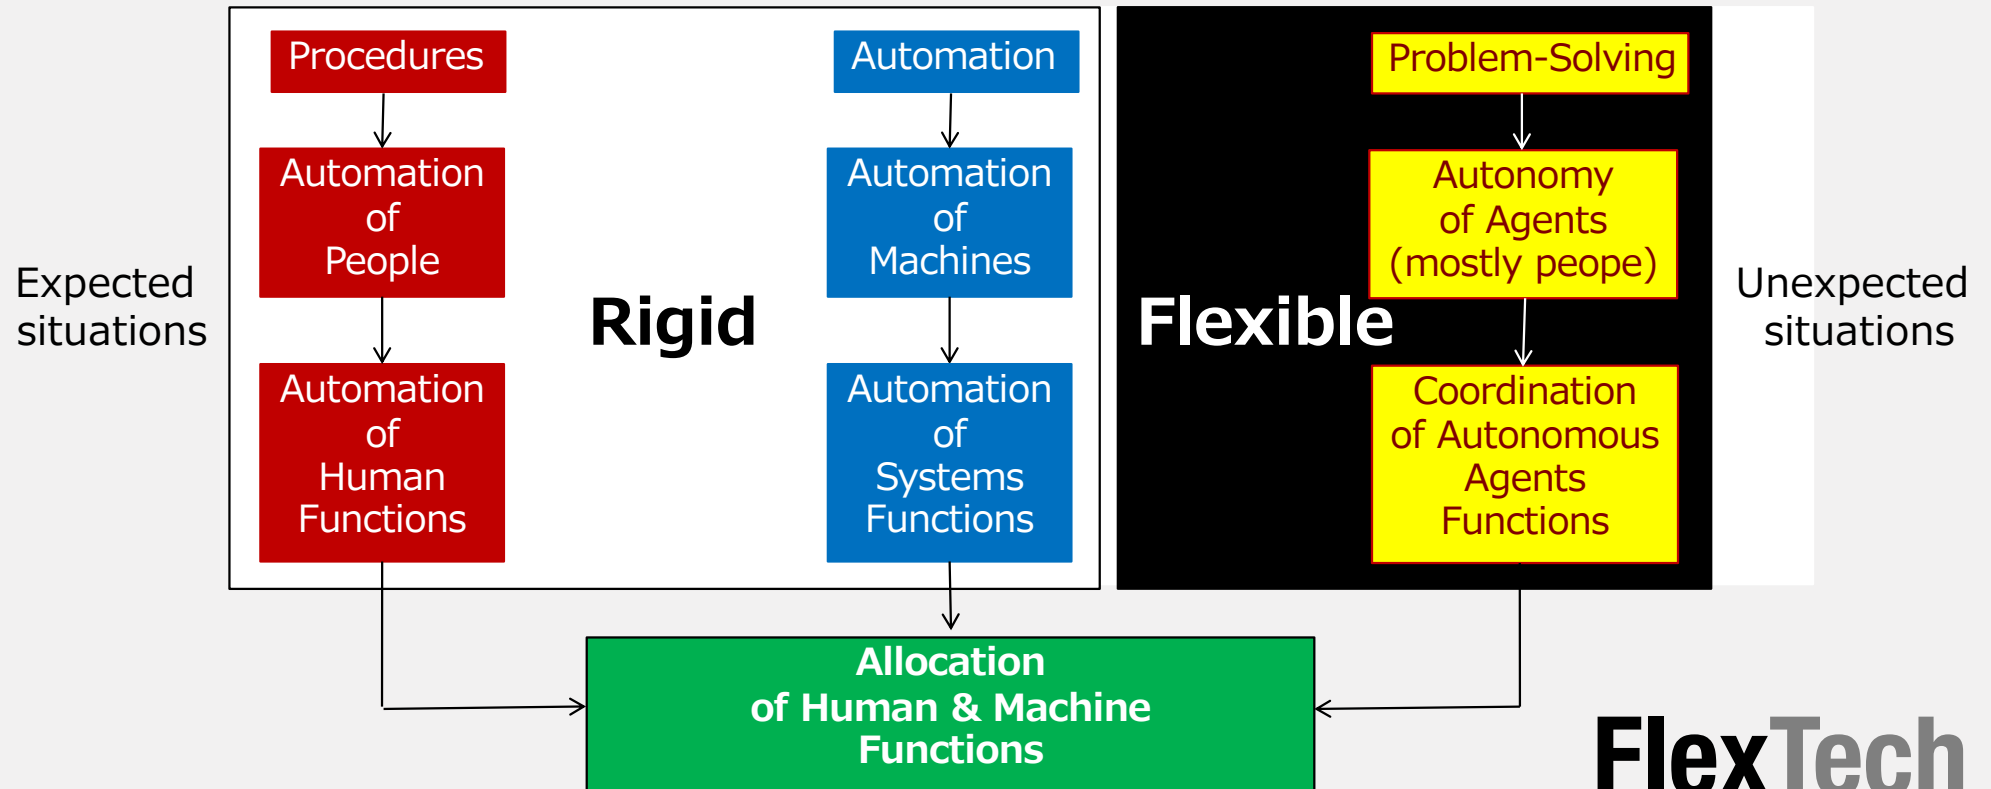 Procedures
Automation
of
People
Automation
of
Human
Functions
Expected
situations
Rigid
Automation
Automation
of
Machines
Automation
of
Systems
Functions
Flexible
Problem-Solving
Autonomy
of Agents
(mostly peope)
Coordination
of Autonomous
Agents
Functions
Unexpected
situations
Allocation
of Human & Machine
Functions
FlexTech